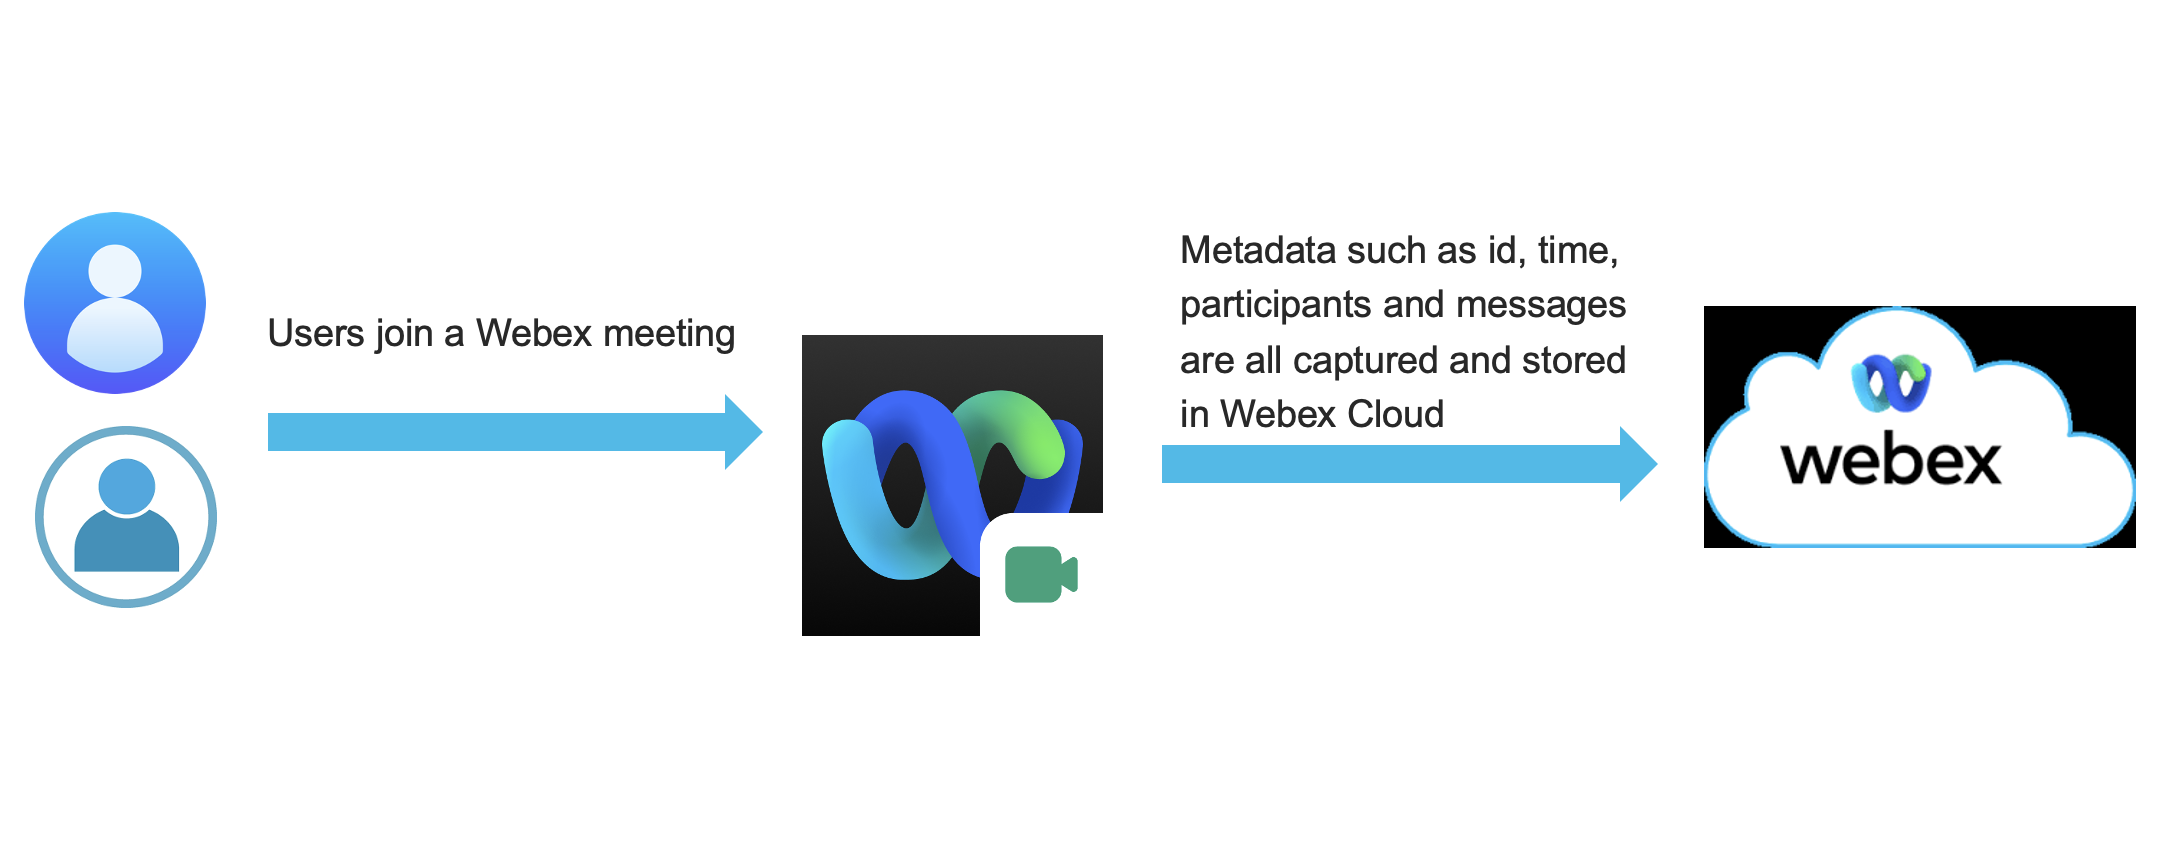 Users join a Webex meeting
Metadata such as id, time,
participants and messages
are all captured and stored
in Webex Cloud
webex